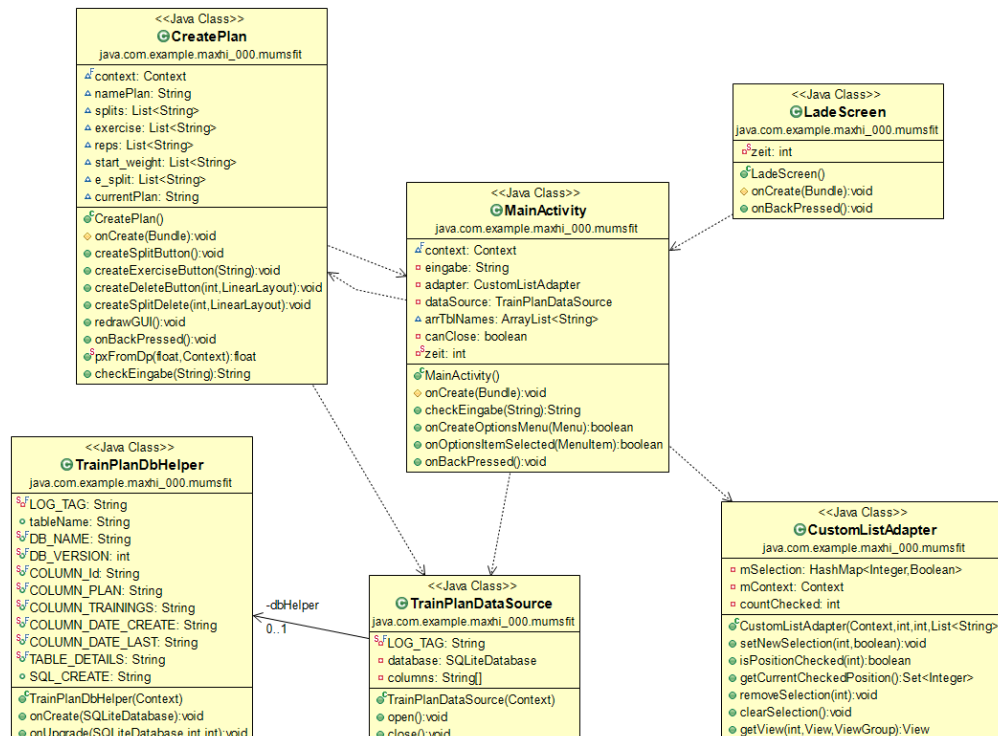 <<Java Class>>
CreatePlan
java.com.example.maxhi_000.mumsfit
context: Context
namePlan: String
splits: List<String>
exercise: List<String>
reps: List<String>
start_weight: List<String>
e_split: List<String>
currentPlan: String
CreatePlan()
onCreate(Bundle):void
createSplitButton():void
createExerciseButton(String):void
createDeleteButton(int,LinearLayout):void
createSplitDelete(int,LinearLayout):void
redrawGUI():void
onBackPressed():void
pxFromDp(float,Context):float
checkEingabe(String):String
<<Java Class>>
LadeScreen
java.com.example.maxhi_000.mumsfit
zeit: int
LadeScreen()
onCreate(Bundle):void
onBackPressed():void
<<Java Class>>
MainActivity
java.com.example.maxhi_000.mumsfit
context: Context
eingabe: String
adapter: CustomListAdapter
dataSource: TrainPlanDataSource
arrTblNames: ArrayList<String>
canClose: boolean
zeit: int
MainActivity()
onCreate(Bundle):void
checkEingabe(String):String
onCreateOptionsMenu(Menu):boolean
onOptionsItemSelected(MenuItem):boolean
onBackPressed():void
<<Java Class>>
TrainPlanDbHelper
java.com.example.maxhi_000.mumsfit
LOG_TAG: String
tableName: String
DB_NAME: String
DB_VERSION: int
COLUMN_Id: String
COLUMN_PLAN: String
COLUMN_TRAININGS: String
COLUMN_DATE_CREATE: String
COLUMN_DATE_LAST: String
TABLE_DETAILS: String
SQL_CREATE: String
TrainPlanDbHelper(Context)
onCreate(SQLiteDatabase):void
onUpgrade(SQLiteDatabase,int,int):void
-dbHelper
0..1
<<Java Class>>
TrainPlanDataSource
java.com.example.maxhi_000.mumsfit
LOG_TAG: String
database: SQLiteDatabase
columns: String[]
TrainPlanDataSource(Context)
open():void
close():void
<<Java Class>>
CustomListAdapter
java.com.example.maxhi_000.mumsfit
mSelection: HashMap<Integer,Boolean>
mContext: Context
countChecked: int
CustomListAdapter(Context,int,int,List<String>
setNewSelection(int,boolean):void
isPositionChecked(int):boolean
getCurrentCheckedPosition():Set<Integer>
removeSelection(int):void
clearSelection():void
getView(int,View,ViewGroup):View